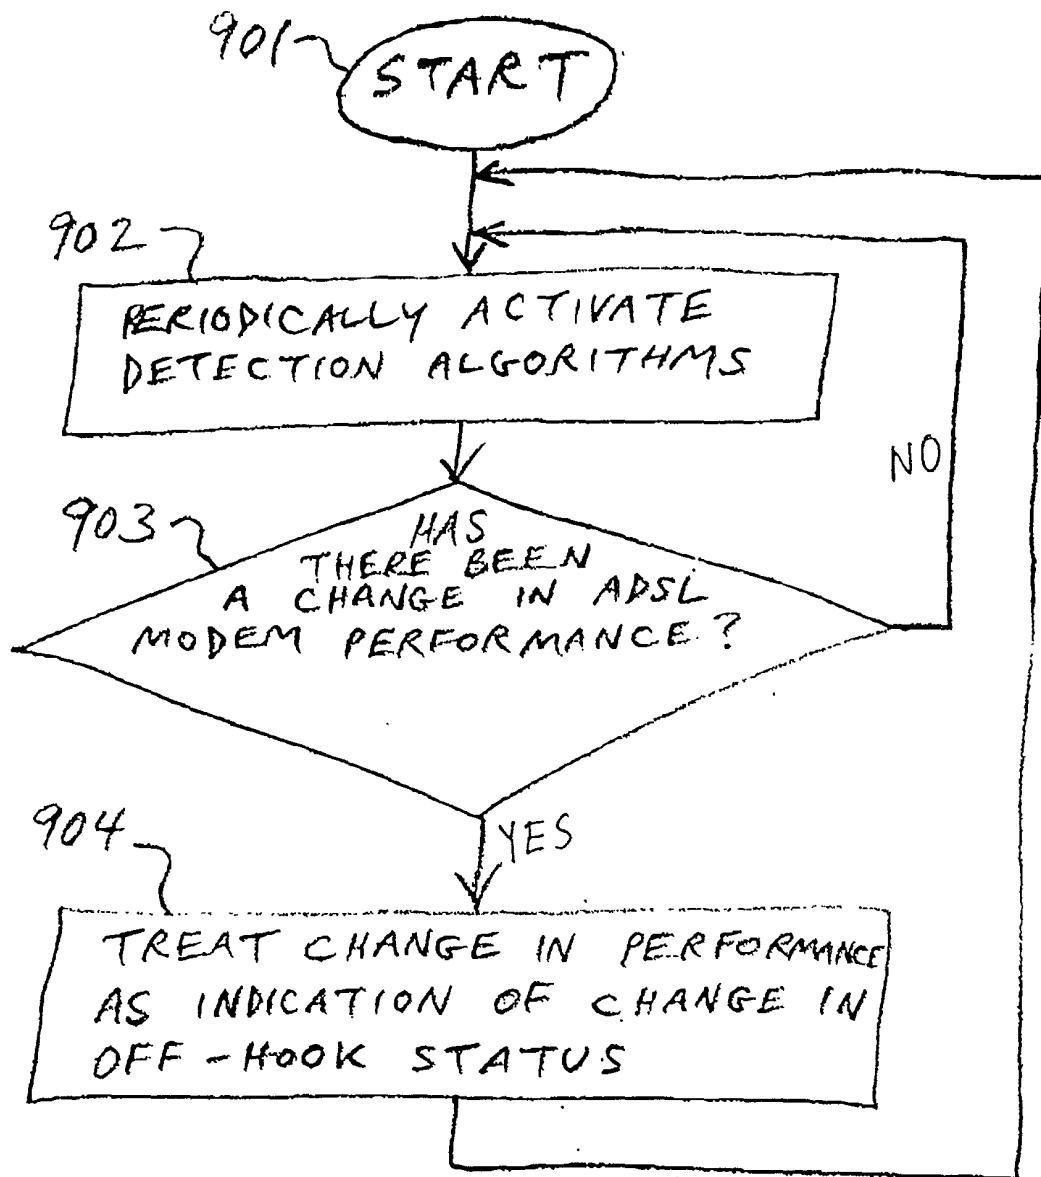 901
START
902
PERIODICALLY ACTIVATE
DETECTION ALGORITHMS
NO
903
HAS
THERE BEEN
A CHANGE IN ADSL
MODEM PERFORMANCE?
904
YES
TREAT CHANGE IN PERFORMANCE
AS INDICATION OF CHANGE IN
OFF-HOOK STATUS